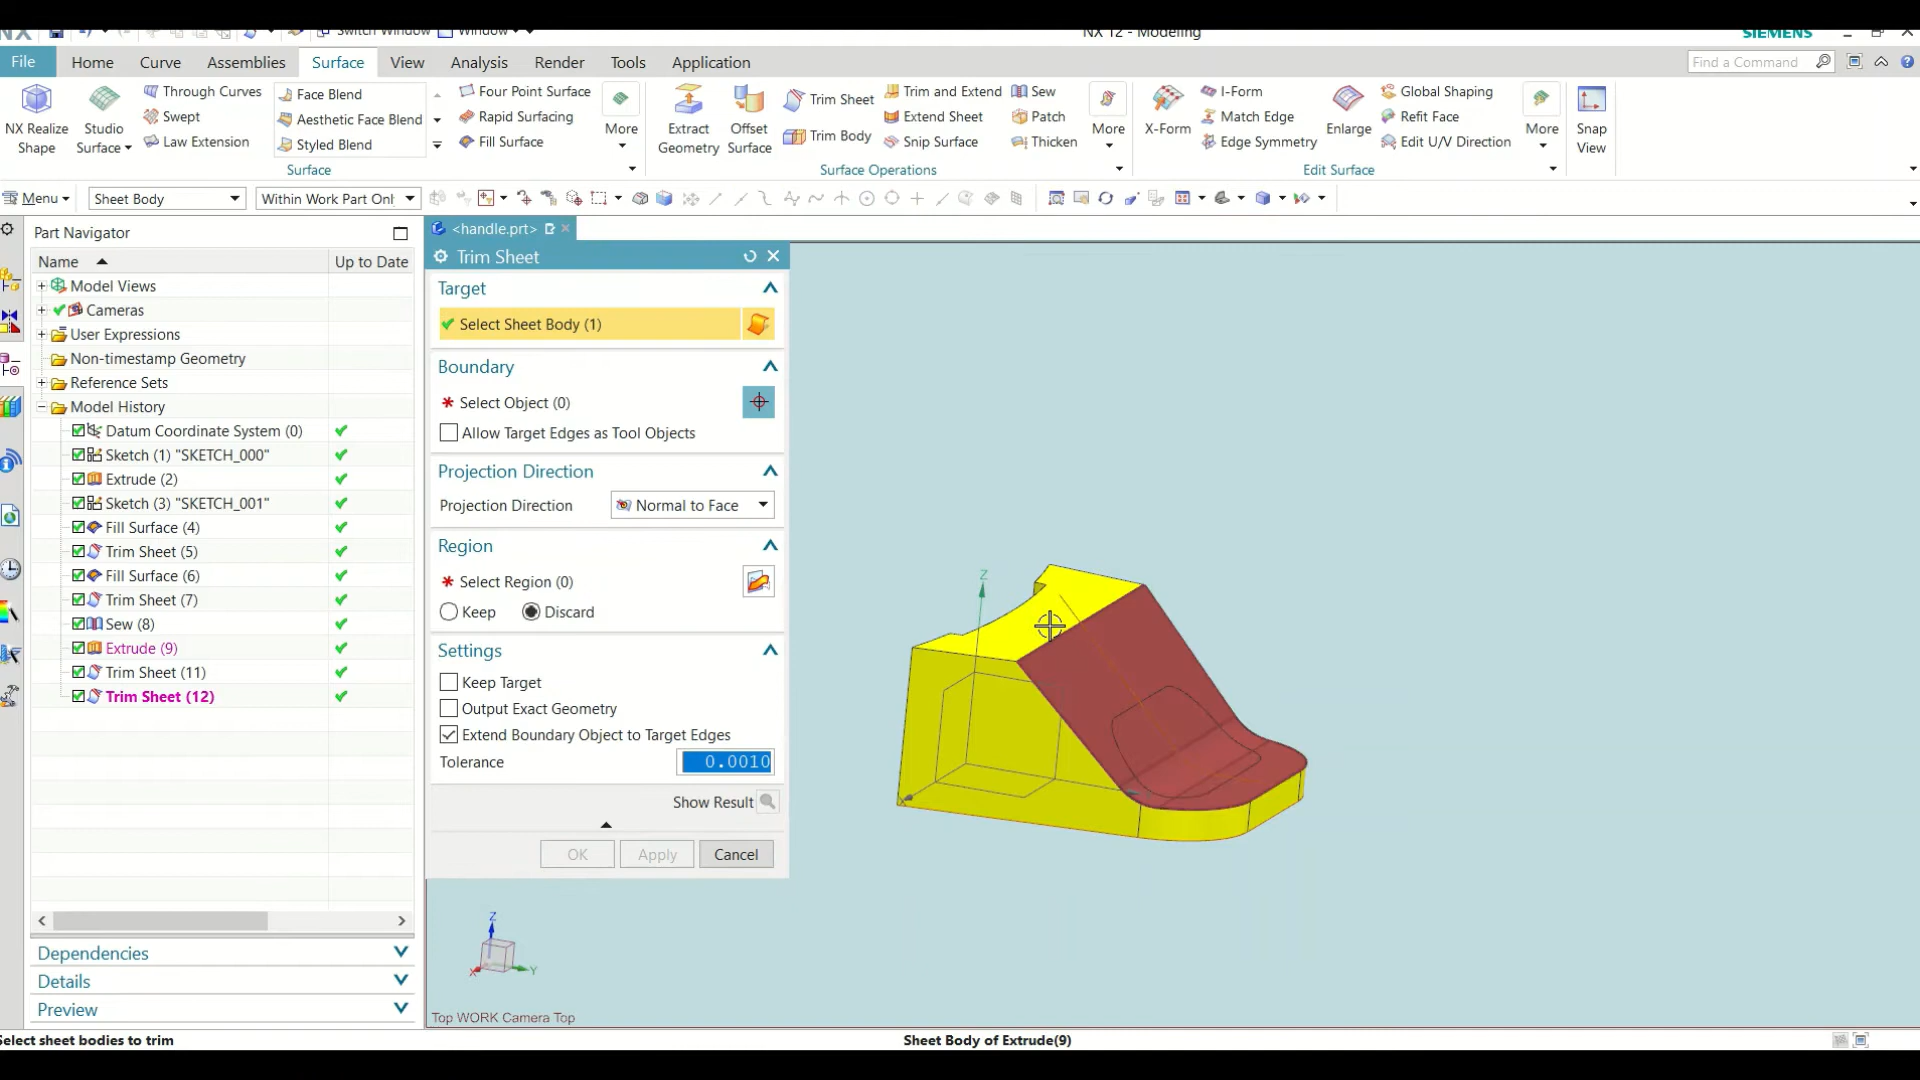 NX
Switch Window
Window
NX 12 - Modeling
SIEMENS
File
Home
Curve
Assemblies
Surface
View
Analysis
Render
Tools
Application
Find a Command
NX Realize
Shape
Studio
Surface
Through Curves
Swept
Law Extension
Face Blend
Aesthetic Face Blend
Styled Blend
Four Point Surface
Rapid Surfacing
Fill Surface
More
Extract
Geometry
Offset
Surface
Trim Sheet
Trim Body
Trim and Extend
Extend Sheet
Snip Surface
Sew
Patch
Thicken
More
X-Form
I-Form
Match Edge
Edge Symmetry
Enlarge
Global Shaping
Refit Face
Edit U/V Direction
More
Snap
View
Surface
Surface Operations
Edit Surface
Menu
Sheet Body
Within Work Part Onl
Part Navigator
Name
Up to Date
Model Views
Cameras
User Expressions
Non-timestamp Geometry
Reference Sets
Model History
Datum Coordinate System (0)
Sketch (1) "SKETCH_000"
Extrude (2)
Sketch (3) "SKETCH_001"
Fill Surface (4)
Trim Sheet (5)
Fill Surface (6)
Trim Sheet (7)
Sew (8)
Extrude (9)
Trim Sheet (11)
Trim Sheet (12)
Dependencies
Details
Preview
<handle.prt>
Trim Sheet
Target
Select Sheet Body (1)
Boundary
* Select Object (0)
Allow Target Edges as Tool Objects
Projection Direction
Projection Direction
Normal to Face
Region
* Select Region (0)
Keep
Discard
Settings
Keep Target
Output Exact Geometry
Extend Boundary Object to Target Edges
Tolerance
0.0010
Show Result
OK
Apply
Cancel
Z
Z
X
Y
Top WORK Camera Top
Select sheet bodies to trim
Sheet Body of Extrude(9)